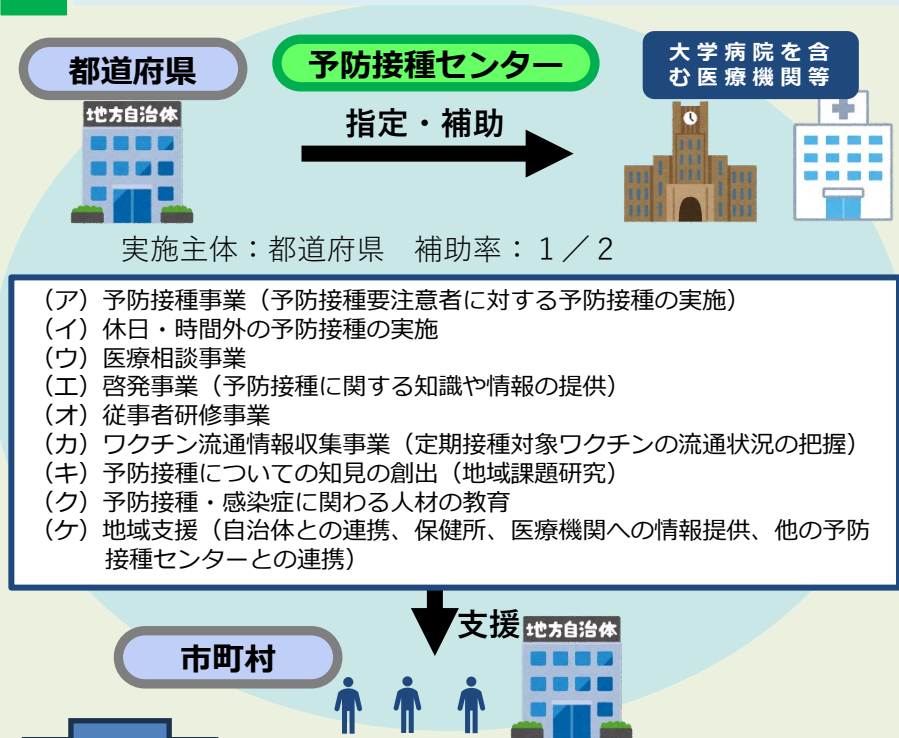 都道府県
予防接種センター
大学病院を含
む医療機関等
地方自治体
指定・補助
実施主体：都道府県　補助率：１／２
（ア）予防接種事業（予防接種要注意者に対する予防接種の実施）
（イ）休日・時間外の予防接種の実施
（ウ）医療相談事業
（エ）啓発事業（予防接種に関する知識や情報の提供）
（オ）従事者研修事業
（カ）ワクチン流通情報収集事業（定期接種対象ワクチンの流通状況の把握）
（キ）予防接種についての知見の創出（地域課題研究）
（ク）予防接種・感染症に関わる人材の教育
（ケ）地域支援（自治体との連携、保健所、医療機関への情報提供、他の予防
接種センターとの連携）
支援
地方自治体
市町村